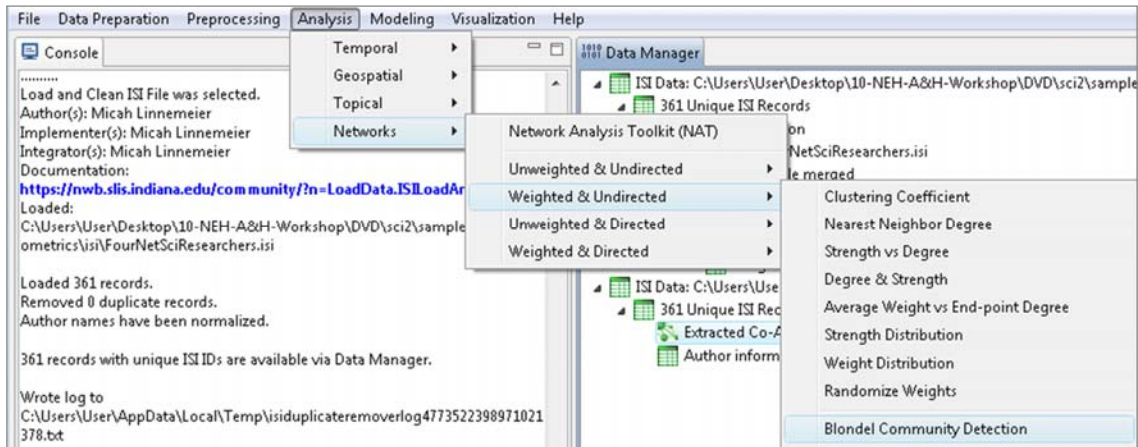 File Data Preparation Preprocessing Analysis Modeling Visualization Help
Console
..........
Load and Clean ISI File was selected.
Author(s): Micah Linnemeier
Implementer(s): Micah Linnemeier
Integrator(s): Micah Linnemeier
Documentation:
https://nwb.slis.indiana.edu/community/?n=LoadData.ISILoadAr
Loaded:
C:\Users\User\Desktop\10-NEH-A&H-Workshop\DVD\sci2\sample
ometrics\isi\FourNetSciResearchers.isi
Loaded 361 records.
Removed 0 duplicate records.
Author names have been normalized.
361 records with unique ISI IDs are available via Data Manager.
Wrote log to
C:\Users\User\AppData\Local\Temp\isiduplicateremoverlog4773522398971021
378.txt
Temporal
Geospatial
Topical
Networks
Network Analysis Toolkit (NAT)
Unweighted & Undirected
Weighted & Undirected
Unweighted & Directed
Weighted & Directed
Data Manager
ISI Data: C:\Users\User\Desktop\10-NEH-A&H-Workshop\DVD\sci2\sample
361 Unique ISI Records
on
NetSciResearchers.isi
le merged
ISI Data: C:\Users\Use
361 Unique ISI Rec
Extracted Co-A
Author inform
Clustering Coefficient
Nearest Neighbor Degree
Strength vs Degree
Degree & Strength
Average Weight vs End-point Degree
Strength Distribution
Weight Distribution
Randomize Weights
Blondel Community Detection